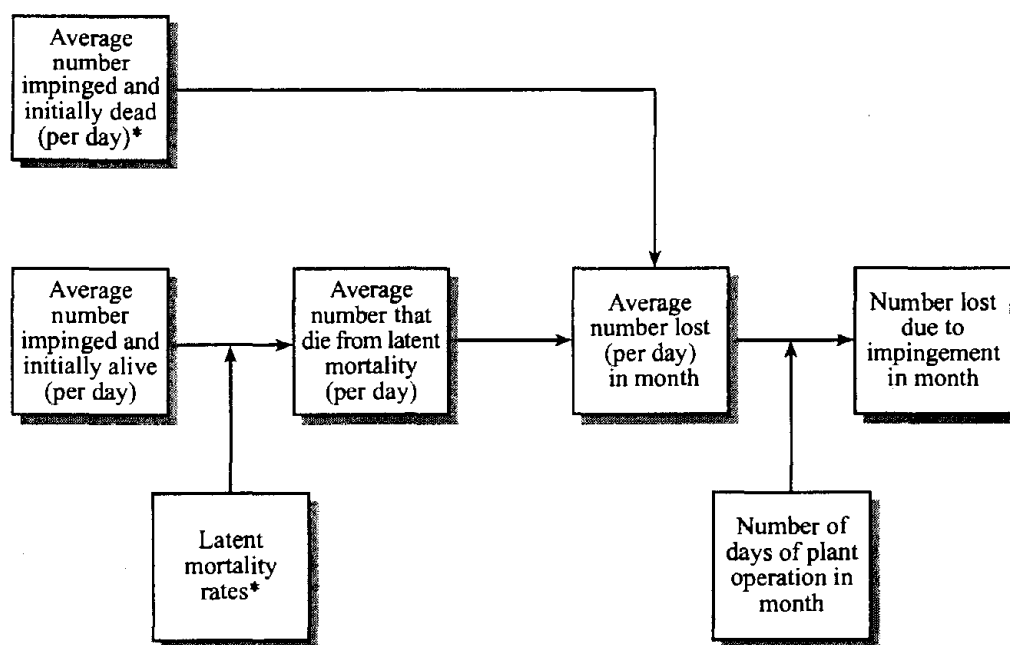 Average
number
impinged and
initially dead
(per day)*
Average
number
impinged and
initially alive
(per day)
Average
number that
die from latent
mortality
(per day)
Average
number lost
(per day)
in month
Number lost
due to
impingement
in month
Latent
mortality
rates*
Number of
days of plant
operation in
month